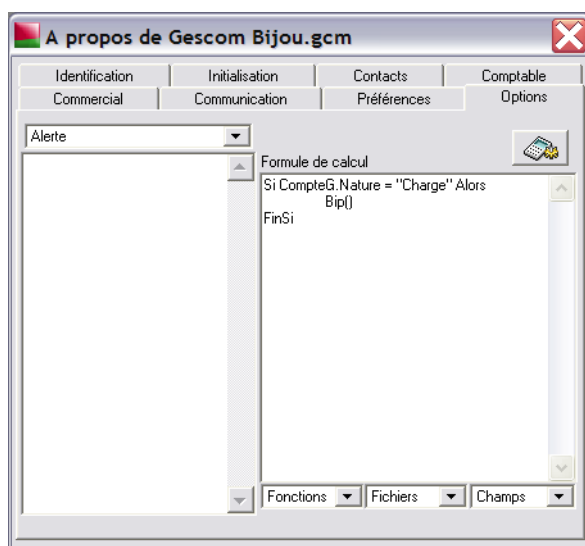 A propos de Gescom Bijou.gcm
Identification Initialisation Contacts Comptable
Commercial Communication Préférences Options
Alerte
Formule de calcul
Si CompteG.Nature = "Charge" Alors
Bip()
FinSi
Fonctions Fichiers Champs